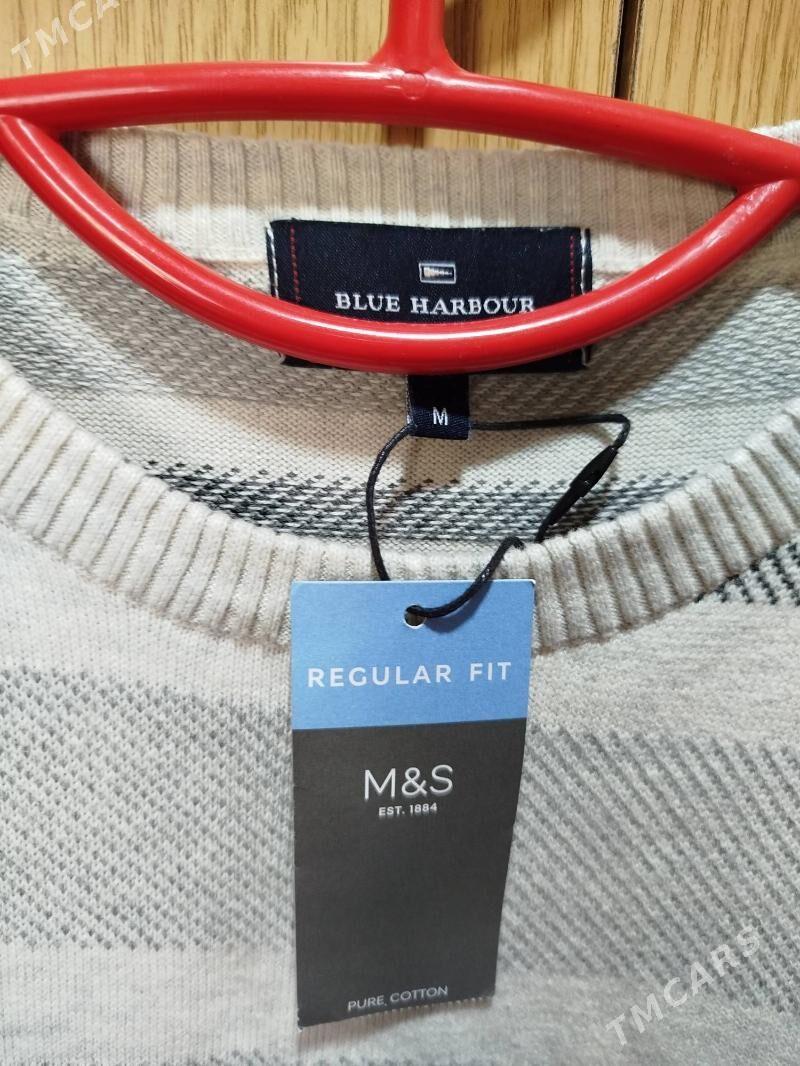 TMCARS
BLUE HARBOUR
M
REGULAR FIT
M&S
EST. 1884
PURE COTTON
TMCARS